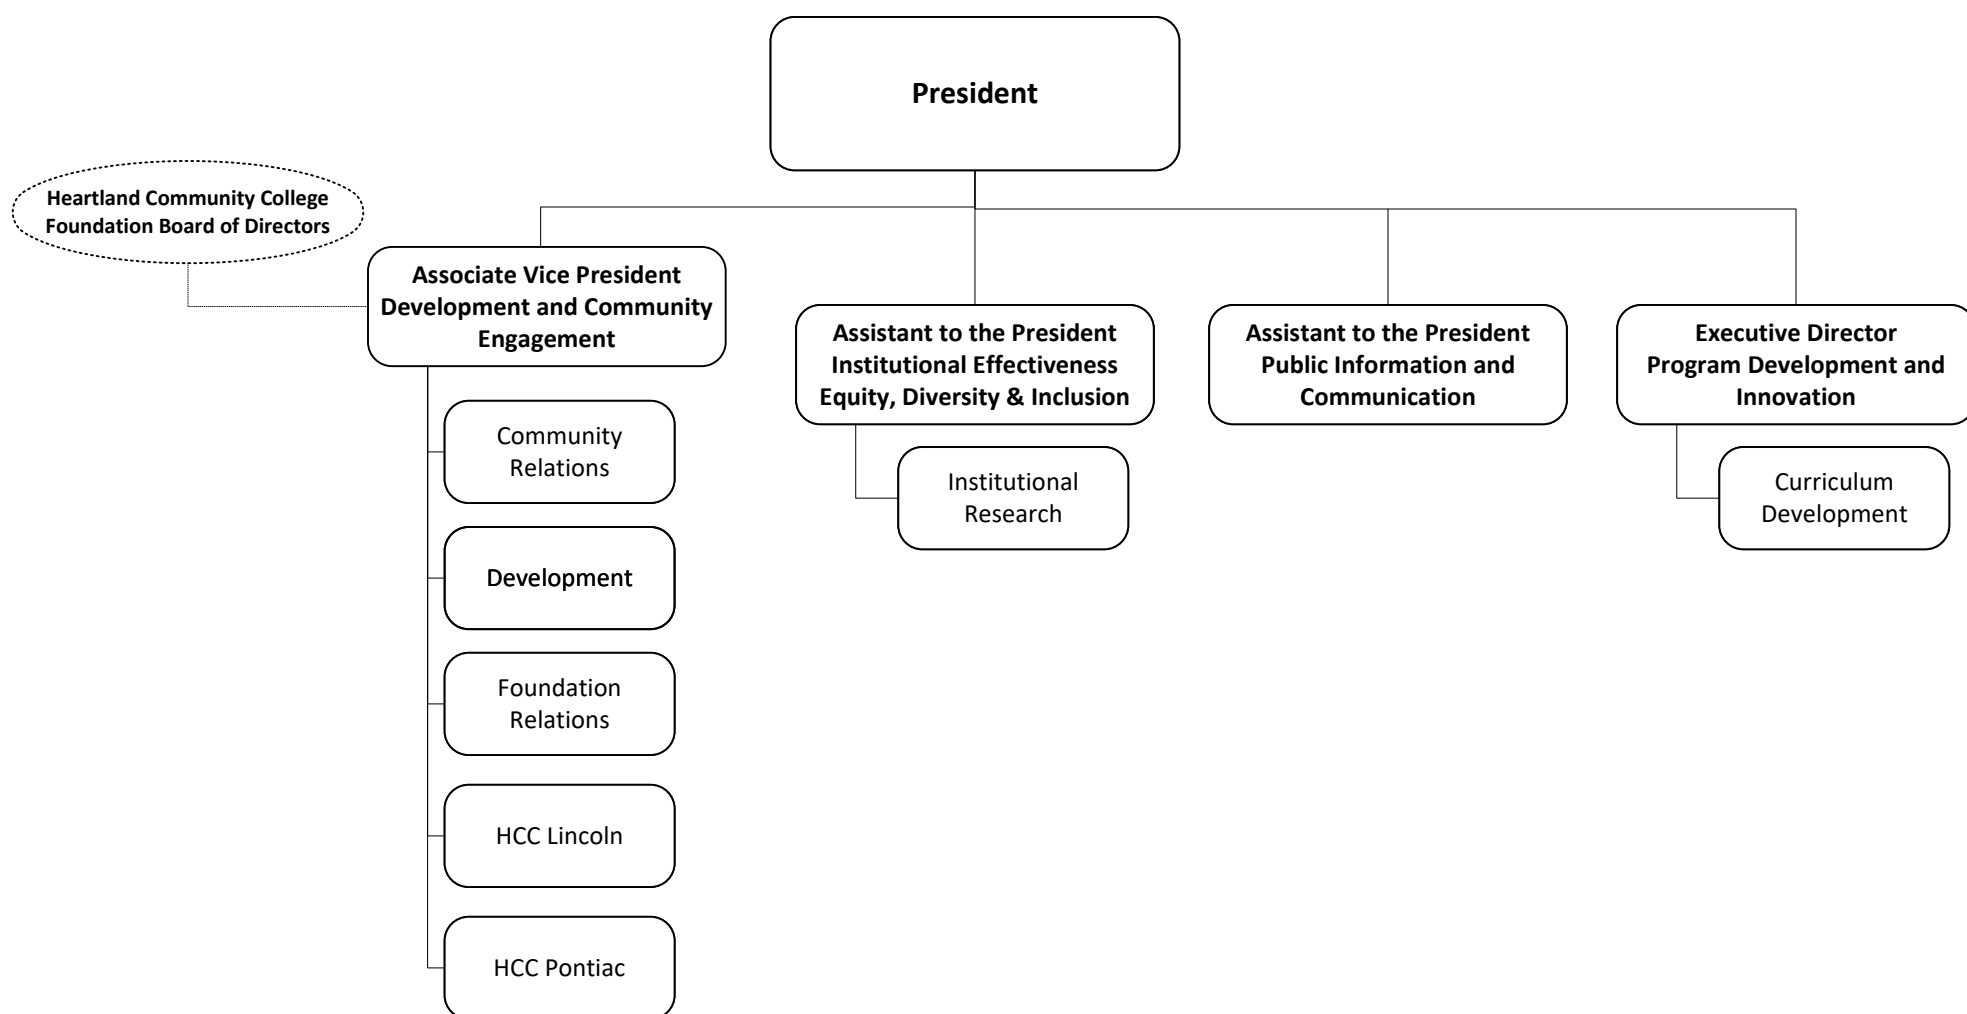 President
Heartland Community College
Foundation Board of Directors
Associate Vice President
Development and Community
Engagement
Assistant to the President
Institutional Effectiveness
Equity, Diversity & Inclusion
Assistant to the President
Public Information and
Communication
Executive Director
Program Development and
Innovation
Community
Relations
Development
Foundation
Relations
HCC Lincoln
HCC Pontiac
Institutional
Research
Curriculum
Development